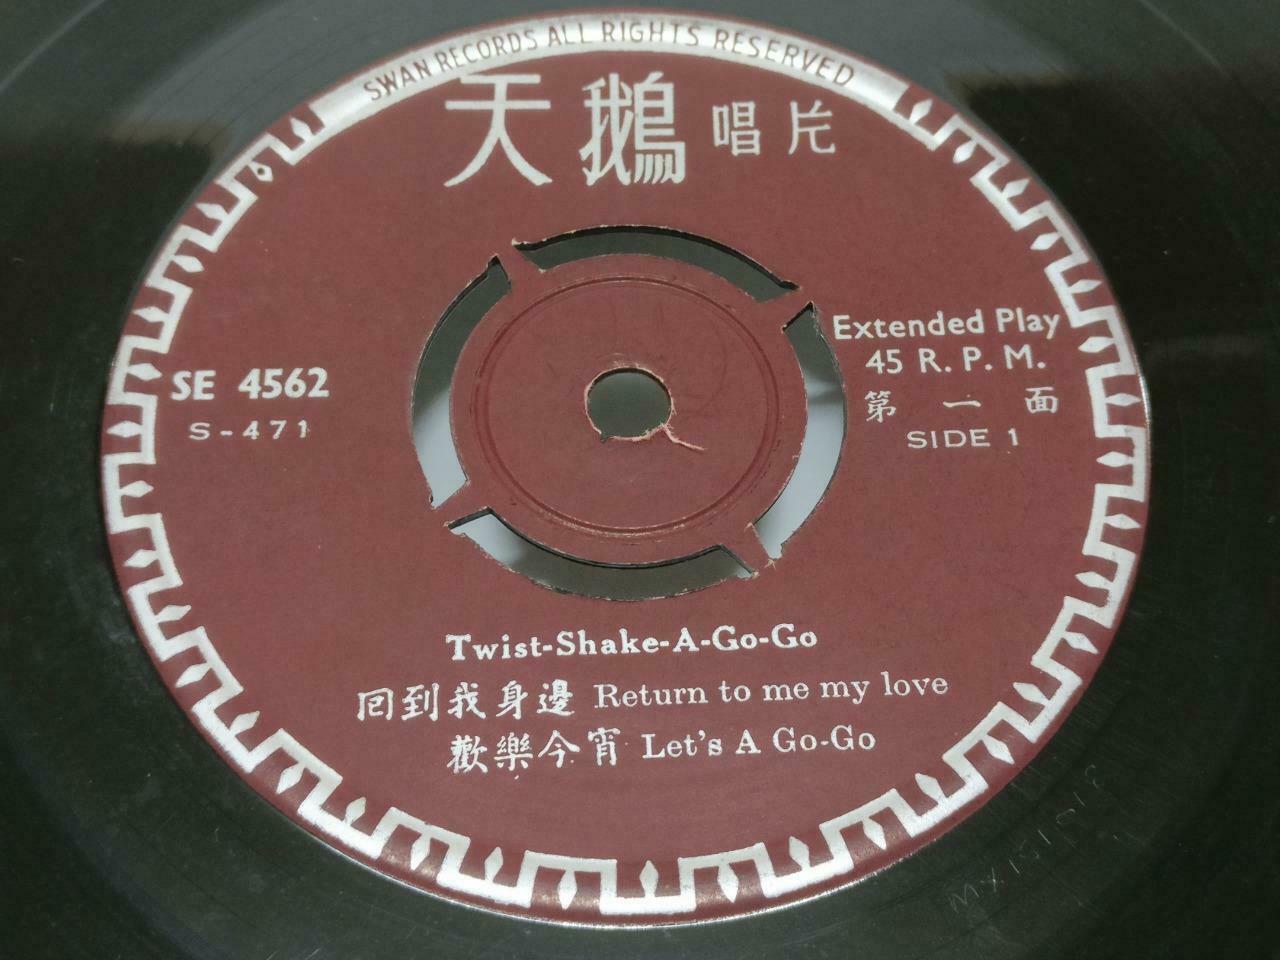 SWAN RECORDS ALL RIGHTS RESERVED
天鵝唱片
SE 4562
S-471
Extended Play
45 R. P. M.
第一面
SIDE 1
Twist-Shake-A-Go-Go
回到我身邊 Return to me my love
歡樂今宵 Let's A Go-Go